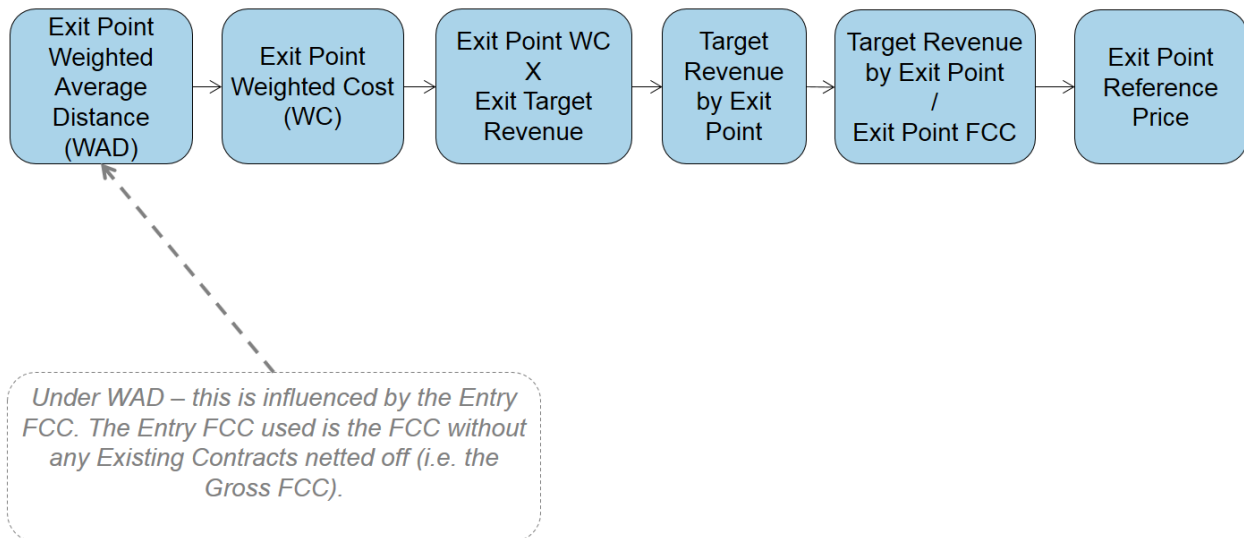 Exit Point
Weighted
Average
Distance
(WAD)
Exit Point
Weighted Cost
(WC)
Exit Point WC
X
Exit Target
Revenue
Target
Revenue
by Exit
Point
Target Revenue
by Exit Point
/
Exit Point FCC
Exit Point
Reference
Price
Under WAD – this is influenced by the Entry
FCC. The Entry FCC used is the FCC without
any Existing Contracts netted off (i.e. the
Gross FCC).